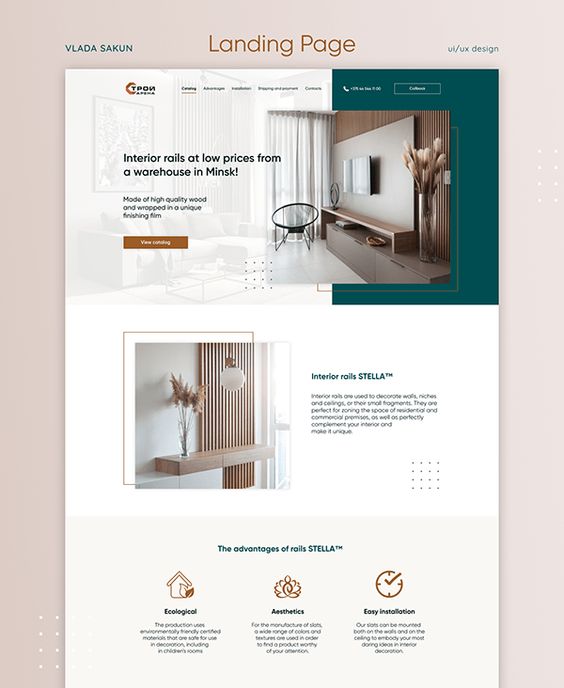 VLADA SAKUN
Landing Page
ui/ux design
СТРОЙ
АРЕНА
Catalog
Advantages
Installation
Shipping and payment
Contacts
+375 44 544 11 00
Callback
Interior rails at low prices from
a warehouse in Minsk!
Made of high quality wood
and wrapped in a unique
finishing film
View catalog
Interior rails STELLA™
Interior rails are used to decorate walls, niches
and ceilings, or their small fragments. They are
perfect for zoning the space of residential and
commercial premises, as well as perfectly
complement your interior and
make it unique.
The advantages of rails STELLA™
Ecological
The production uses
environmentally friendly certified
materials that are safe for use
in decoration, including
in children's rooms
Aesthetics
For the manufacture of slats,
a wide range of colors and
textures are used in order
to find a product worthy
of your attention.
Easy installation
Our slats can be mounted
both on the walls and on the
ceiling to embody your most
daring ideas in interior
decoration.